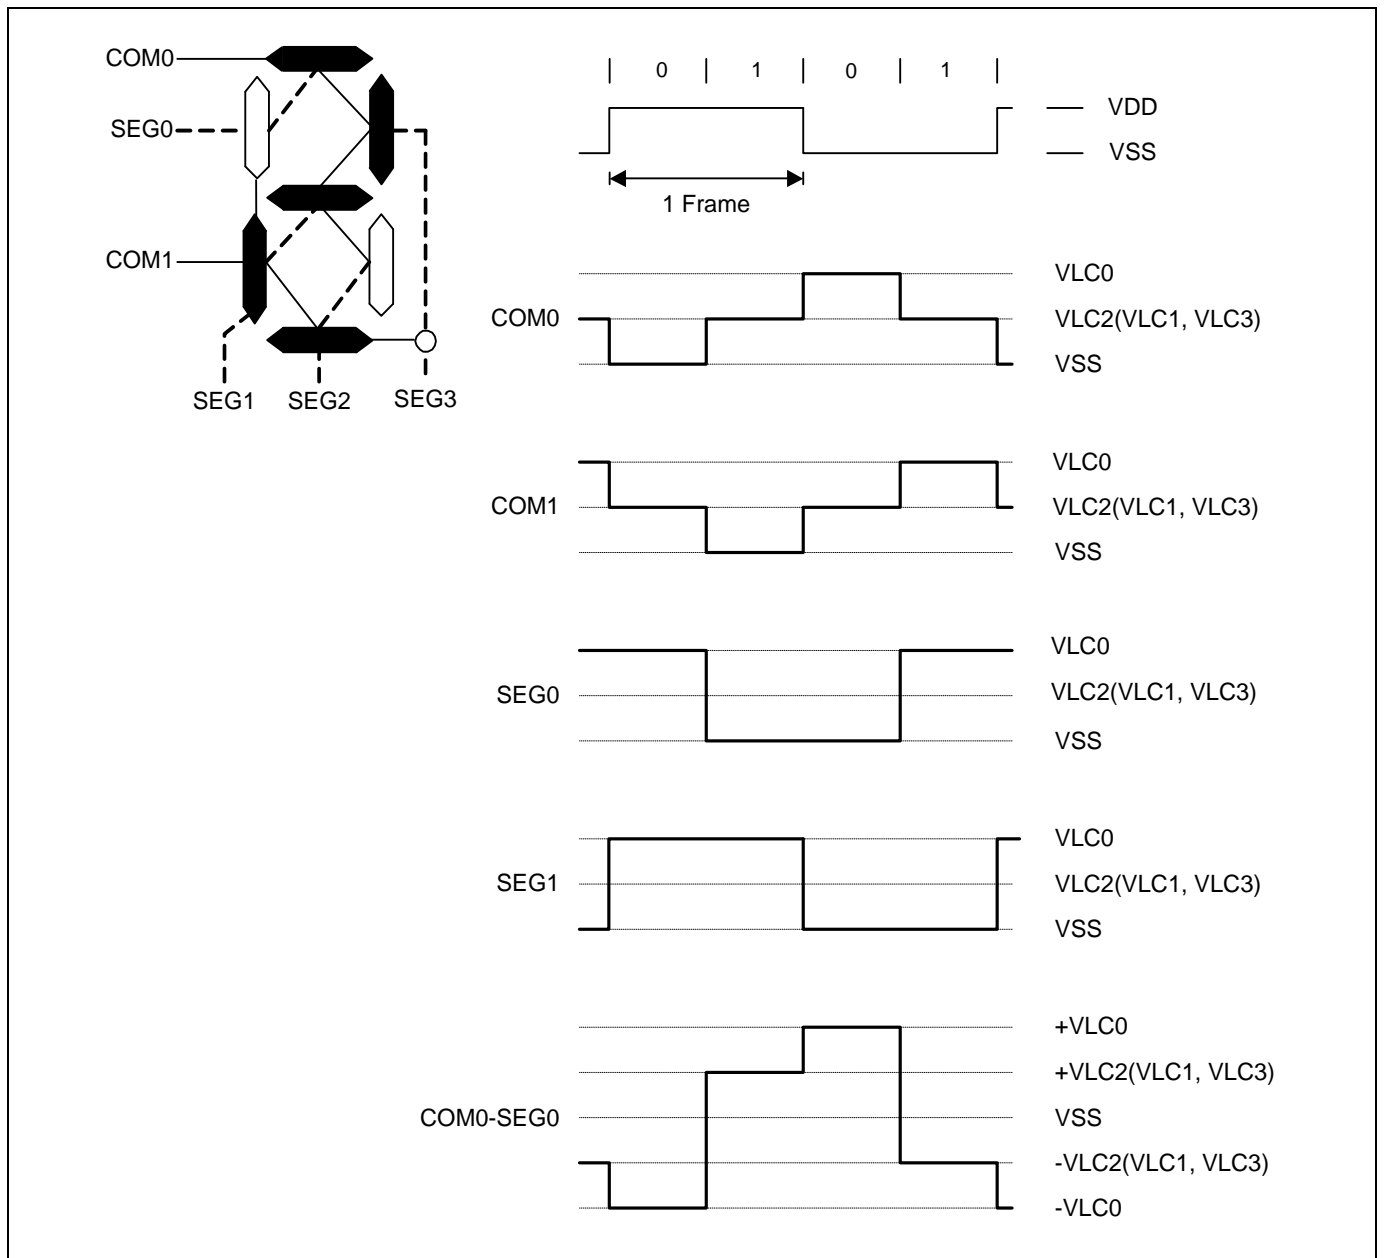 COM0
SEG0
COM1
SEG1 SEG2 SEG3
0 1 0 1
VDD
VSS
1 Frame
COM0
VLC0
VLC2(VLC1, VLC3)
VSS
COM1
VLC0
VLC2(VLC1, VLC3)
VSS
SEG0
VLC0
VLC2(VLC1, VLC3)
VSS
SEG1
VLC0
VLC2(VLC1, VLC3)
VSS
COM0-SEG0
+VLC0
+VLC2(VLC1, VLC3)
VSS
-VLC2(VLC1, VLC3)
-VLC0